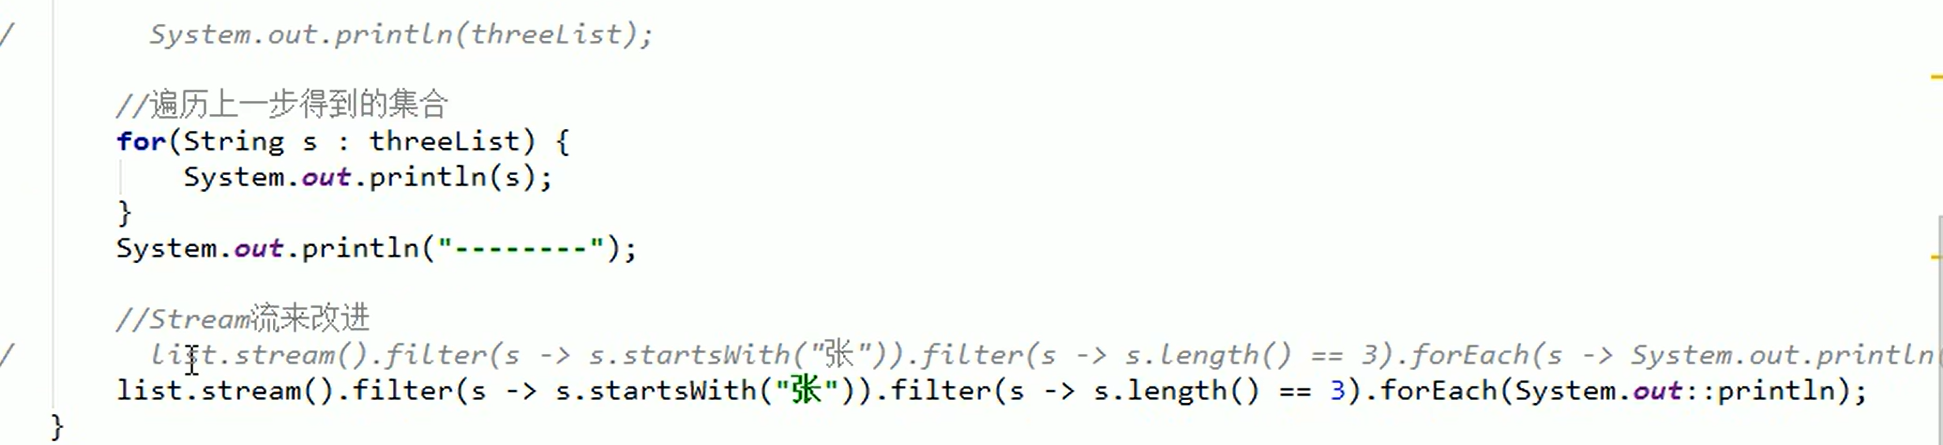 /         System.out.println(threeList);
//遍历上一步得到的集合
for(String s : threeList) {
    System.out.println(s);
}
System.out.println("--------");
//Stream流来改进
/         list.stream().filter(s -> s.startsWith("张")).filter(s -> s.length() == 3).forEach(s -> System.out.println(
list.stream().filter(s -> s.startsWith("张")).filter(s -> s.length() == 3).forEach(System.out::println);
}